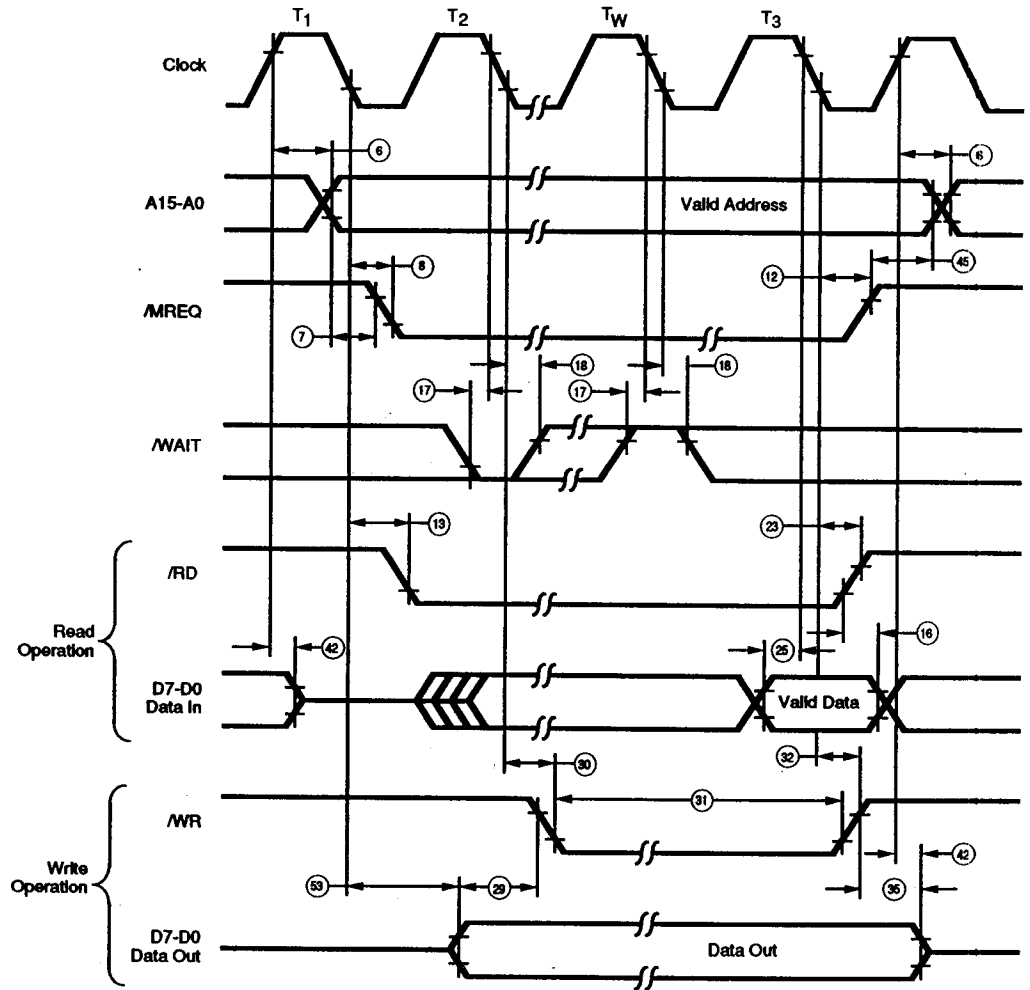 T1 T2 TW T3
Clock
6 6
A15-A0 Valid Address
8 12 45
/MREQ
7
18 18
17 17
/WAIT
13 23
/RD
Read
Operation
42 25 16
D7-D0
Data In
Valid Data
30 32
31
/WR
Write
Operation
42
53 29 35
D7-D0
Data Out
Data Out